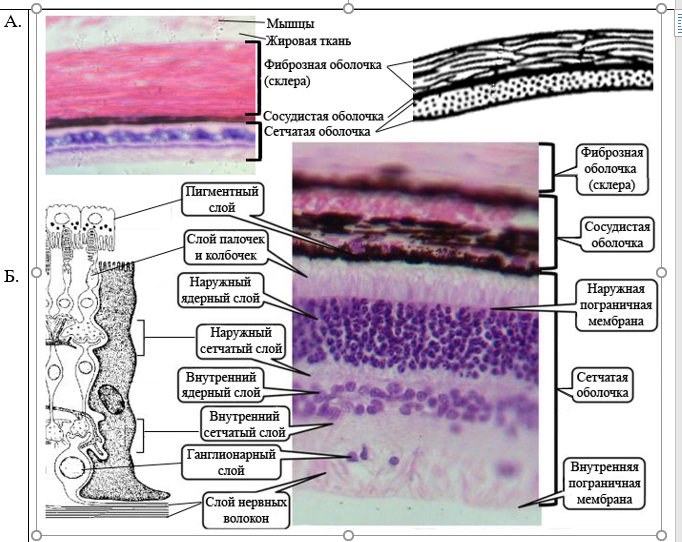 А.
Мышцы
Жировая ткань
Фиброзная оболочка
(склера)
Сосудистая оболочка
Сетчатая оболочка
Б.
Пигментный
слой
Слой палочек
и колбочек
Наружный
ядерный слой
Наружный
сетчатый слой
Внутренний
ядерный слой
Внутренний
сетчатый слой
Ганглионарный
слой
Слой нервных
волокон
Фиброзная
оболочка
(склера)
Сосудистая
оболочка
Наружная
пограничная
мембрана
Сетчатая
оболочка
Внутренняя
пограничная
мембрана